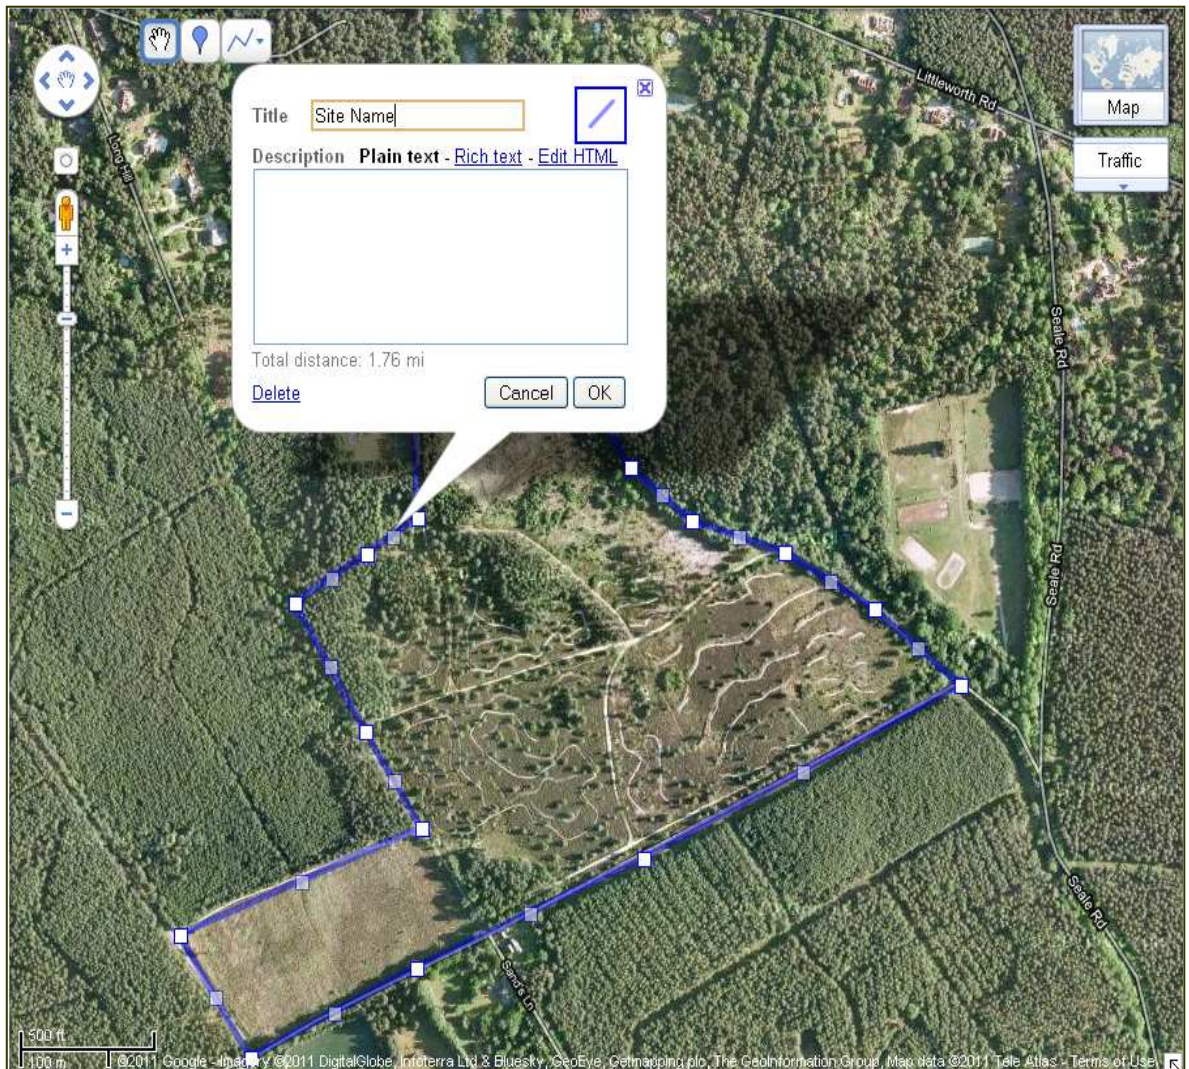 Littleworth Rd
Map
Title Site Name
Long Hill
Description Plain text - Rich text - Edit HTML
Traffic
Total distance: 1.76 mi
Delete Cancel OK
Seale Rd
Seale Rd
Seale Rd
Sand's Ln
500 ft
100 m
©2011 Google - Imagery ©2011 DigitalGlobe, Infoterra Ltd & Bluesky, GeoEye, Getmapping plc, The GeoInformation Group, Map data ©2011 Tele Atlas - Terms of Use